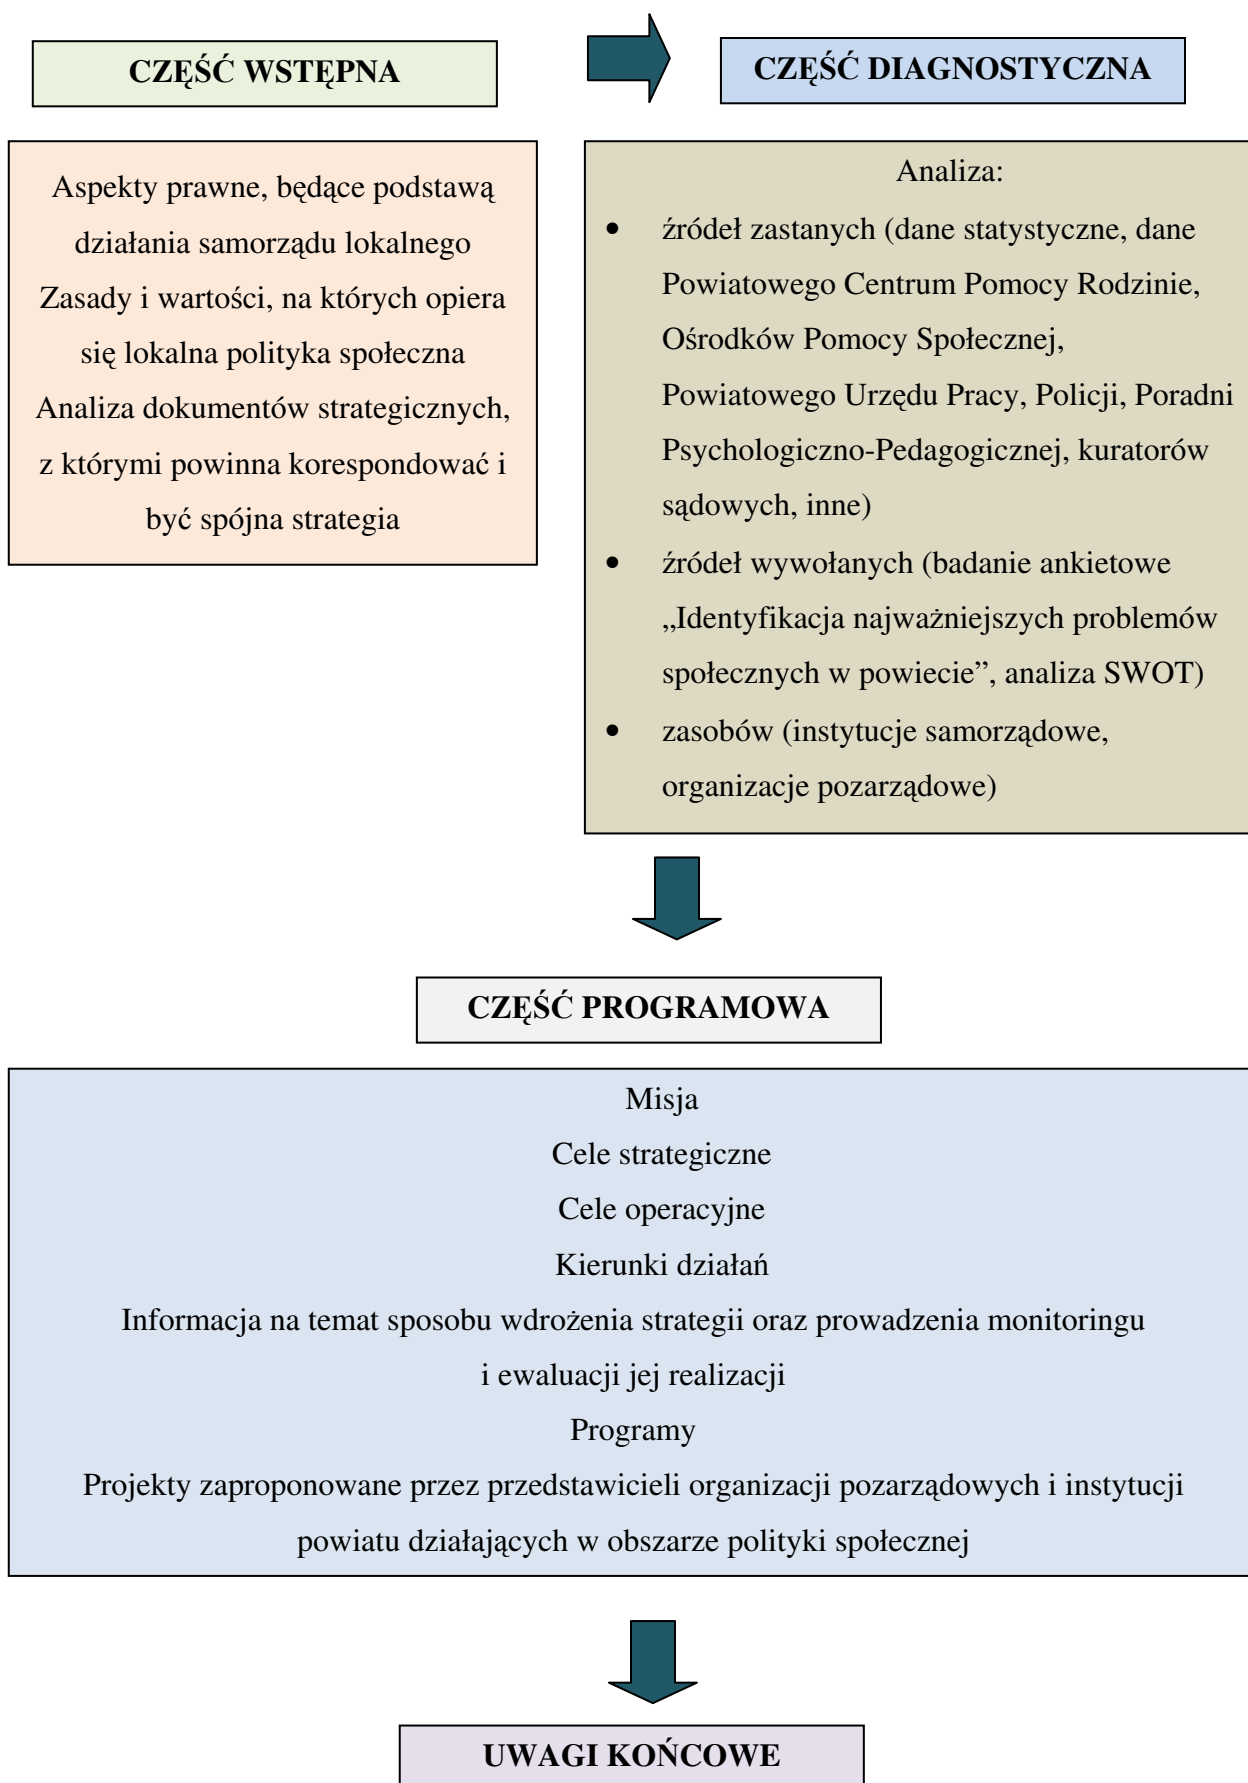 CZĘŚĆ WSTĘPNA
Aspekty prawne, będące podstawą
działania samorządu lokalnego
Zasady i wartości, na których opiera
się lokalna polityka społeczna
Analiza dokumentów strategicznych,
z którymi powinna korespondować i
być spójna strategia
CZĘŚĆ DIAGNOSTYCZNA
Analiza:
• źródeł zastanych (dane statystyczne, dane
Powiatowego Centrum Pomocy Rodzinie,
Ośrodków Pomocy Społecznej,
Powiatowego Urzędu Pracy, Policji, Poradni
Psychologiczno-Pedagogicznej, kuratorów
sądowych, inne)
• źródeł wywołanych (badanie ankietowe
„Identyfikacja najważniejszych problemów
społecznych w powiecie”, analiza SWOT)
• zasobów (instytucje samorządowe,
organizacje pozarządowe)
CZĘŚĆ PROGRAMOWA
Misja
Cele strategiczne
Cele operacyjne
Kierunki działań
Informacja na temat sposobu wdrożenia strategii oraz prowadzenia monitoringu
i ewaluacji jej realizacji
Programy
Projekty zaproponowane przez przedstawicieli organizacji pozarządowych i instytucji
powiatu działających w obszarze polityki społecznej
UWAGI KOŃCOWE